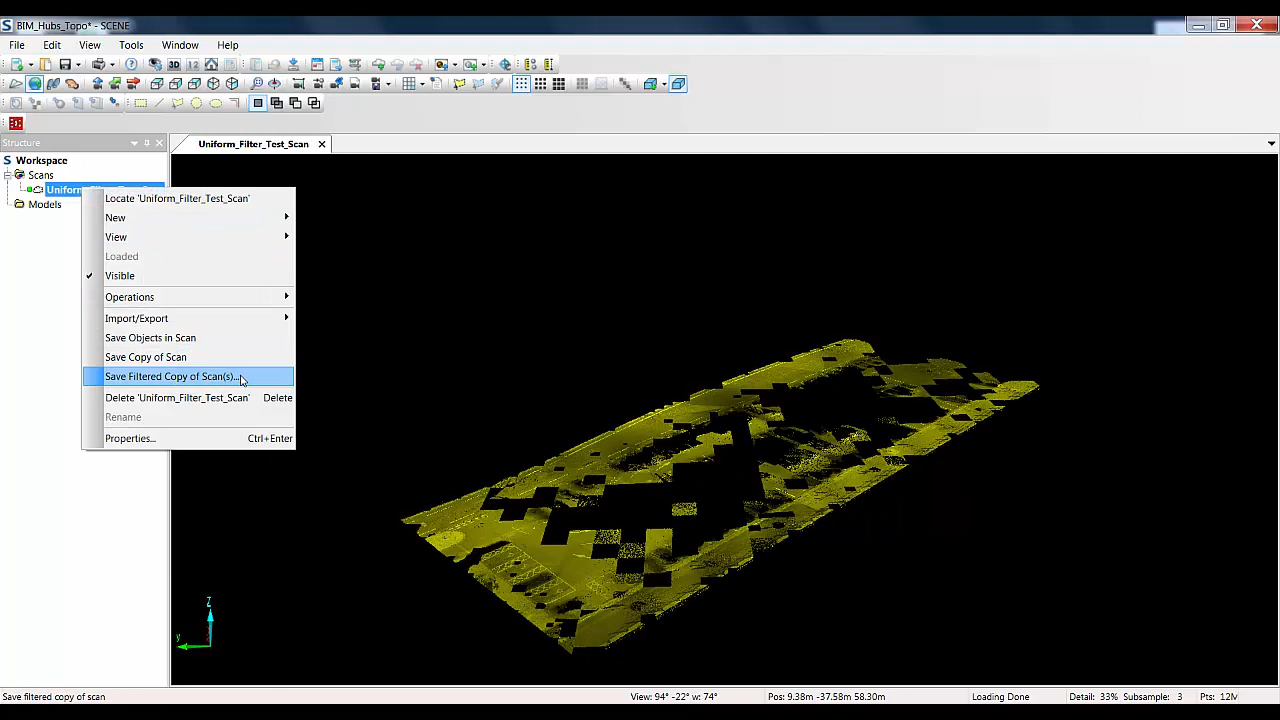 BIM_Hubs_Topo* - SCENE
File Edit View Tools Window Help
3D
Structure
Uniform_Filter_Test_Scan
Workspace
Scans
Models
Locate 'Uniform_Filter_Test_Scan'
New
View
Loaded
Visible
Operations
Import/Export
Save Objects in Scan
Save Copy of Scan
Save Filtered Copy of Scan(s)...
Delete 'Uniform_Filter_Test_Scan' Delete
Rename
Properties... Ctrl+Enter
Z
y
Save filtered copy of scan
View: 94° -22° w: 74°
Pos: 9.38m -37.58m 58.30m
Loading Done
Detail: 33% Subsample: 3
Pts: 12M